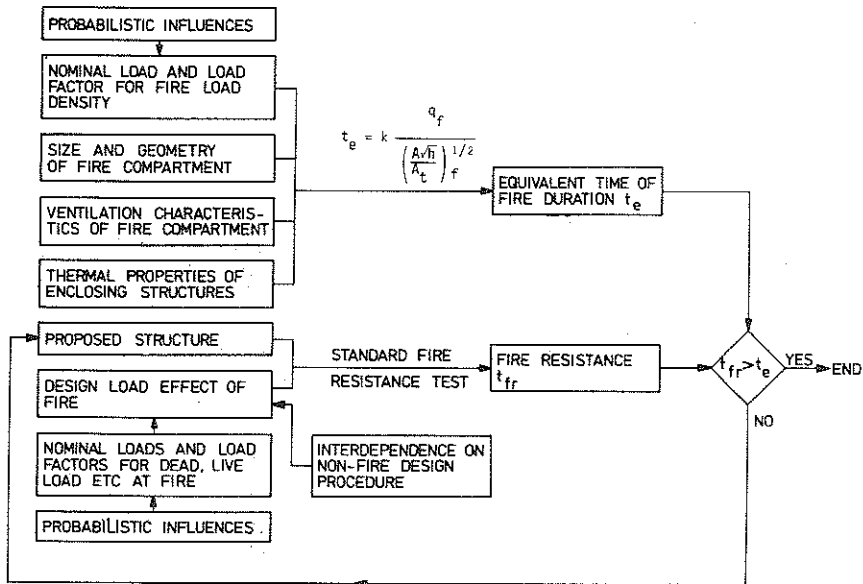 PROBABILISTIC INFLUENCES
NOMINAL LOAD AND LOAD
FACTOR FOR FIRE LOAD
DENSITY
SIZE AND GEOMETRY
OF FIRE COMPARTMENT
VENTILATION CHARACTERIS-
TICS OF FIRE COMPARTMENT
THERMAL PROPERTIES OF
ENCLOSING STRUCTURES
t_e = k q_f / (A√h / A_t)_f^1/2
EQUIVALENT TIME OF
FIRE DURATION t_e
PROPOSED STRUCTURE
DESIGN LOAD EFFECT OF
FIRE
NOMINAL LOADS AND LOAD
FACTORS FOR DEAD, LIVE
LOAD ETC AT FIRE
PROBABILISTIC INFLUENCES
INTERDEPENDENCE ON
NON-FIRE DESIGN
PROCEDURE
STANDARD FIRE
RESISTANCE TEST
FIRE RESISTANCE
t_fr
t_fr > t_e
YES
END
NO